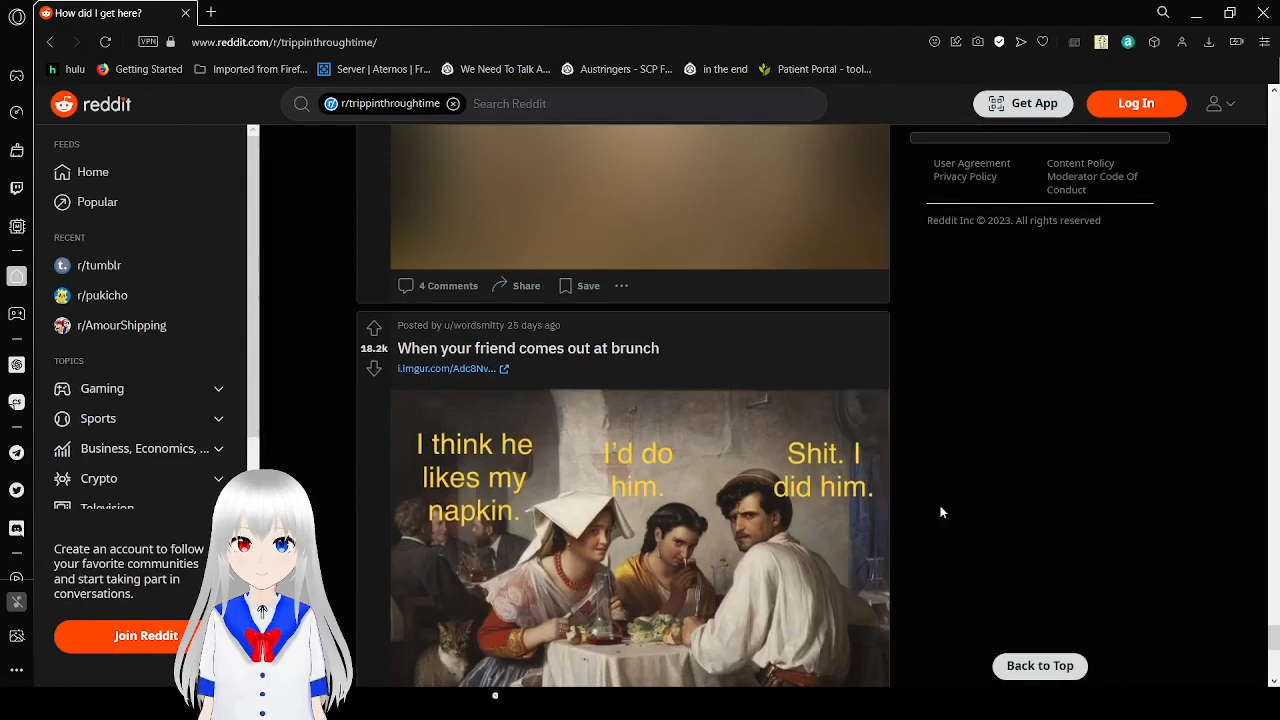 How did I get here?
VPN
www.reddit.com/r/trippinthroughtime/
hulu
Getting Started
Imported from Firef...
Server | Aternos | Fr...
We Need To Talk A...
Austringers - SCP F...
in the end
Patient Portal - tool...
reddit
r/trippinthroughtime
Search Reddit
Get App
Log In
FEEDS
Home
Popular
RECENT
r/tumblr
r/pukicho
r/AmourShipping
TOPICS
Gaming
Sports
Business, Economics, ...
Crypto
Television
Create an account to follow
your favorite communities
and start taking part in
conversations.
Join Reddit
4 Comments
Share
Save
Posted by u/wordsmltty 25 days ago
18.2k
When your friend comes out at brunch
i.imgur.com/Adc8Nv...
I think he
likes my
napkin.
I'd do
him.
Shit. I
did him.
User Agreement
Privacy Policy
Content Policy
Moderator Code Of
Conduct
Reddit Inc © 2023. All rights reserved
Back to Top